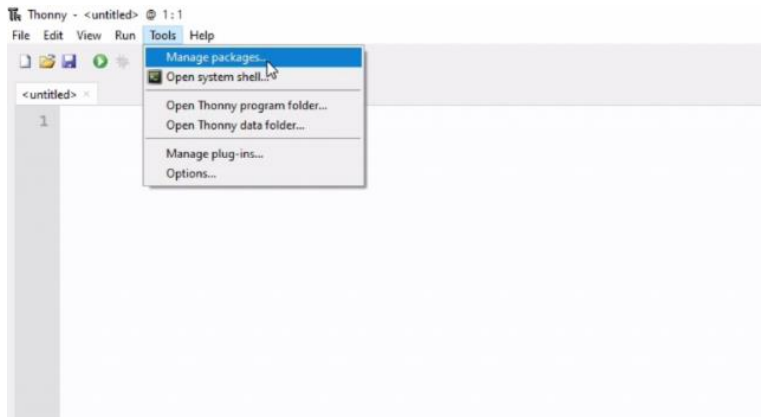 Thonny - <untitled> @ 1:1
File Edit View Run Tools Help
Manage packages...
Open system shell...
<untitled> ×
Open Thonny program folder...
1
Open Thonny data folder...
Manage plug-ins...
Options...